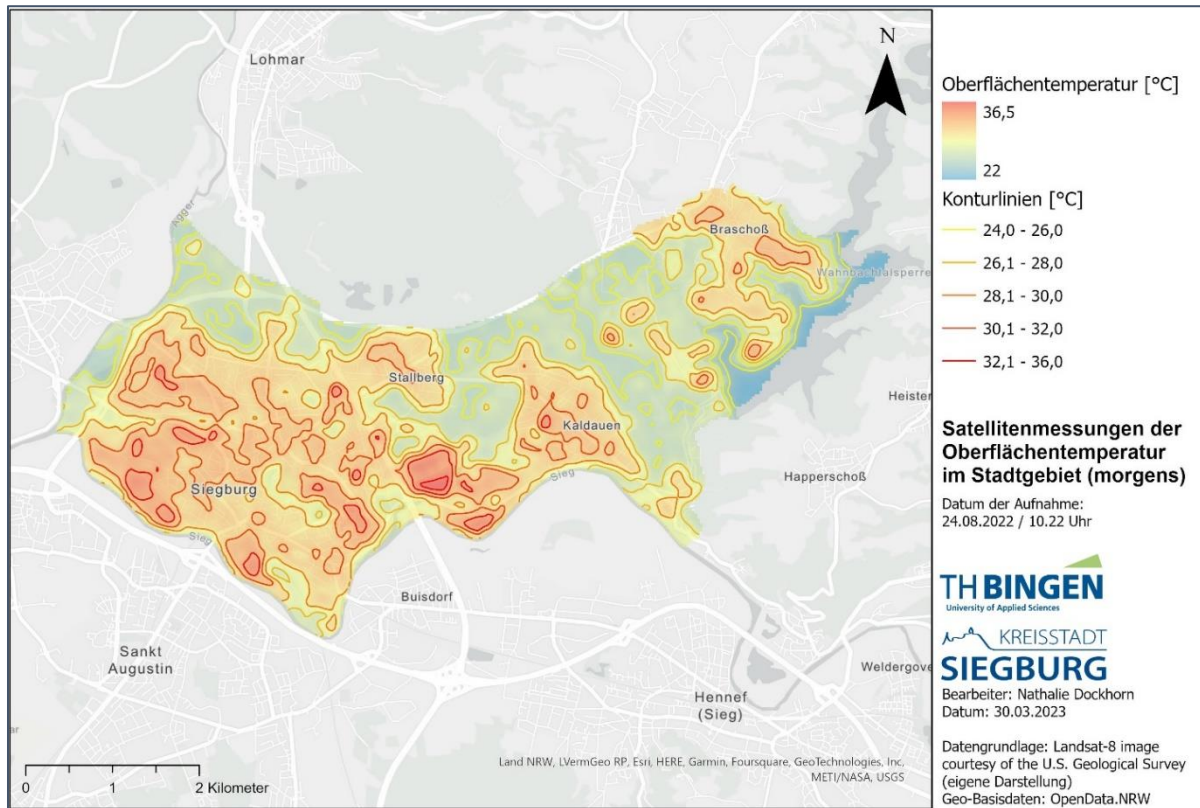 Lohmar
N
Agger
Braschoß
Wahnbachtalsperre
Stallberg
Kaldauen
Heister
Siegburg
Sieg
Happerschoß
Sieg
Buisdorf
Sankt
Augustin
Weldergove
Hennef
(Sieg)
ar
Land NRW, LVermGeo RP, Esri, HERE, Garmin, Foursquare, GeoTechnologies, Inc,
METI/NASA, USGS
0 1 2 Kilometer
Oberflächentemperatur [°C]
36,5
22
Konturlinien [°C]
24,0 - 26,0
26,1 - 28,0
28,1 - 30,0
30,1 - 32,0
32,1 - 36,0
Satellitenmessungen der
Oberflächentemperatur
im Stadtgebiet (morgens)
Datum der Aufnahme:
24.08.2022 / 10.22 Uhr
TH BINGEN
University of Applied Sciences
KREISSTADT
SIEGBURG
Bearbeiter: Nathalie Dockhorn
Datum: 30.03.2023
Datengrundlage: Landsat-8 image
courtesy of the U.S. Geological Survey
(eigene Darstellung)
Geo-Basisdaten: OpenData.NRW